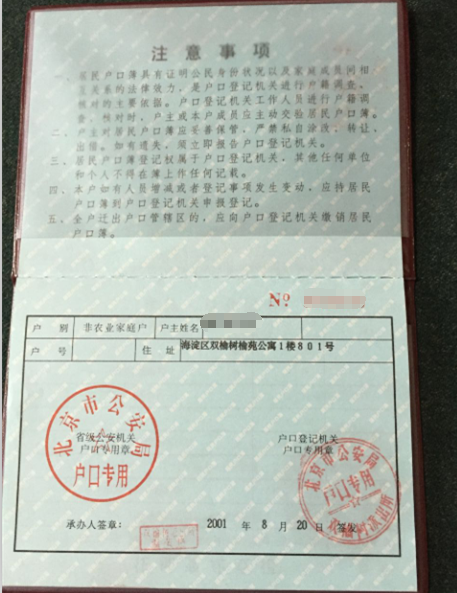 注意事项
一、居民户口簿具有证明公民身份状况以及家庭成员间相
互关系的法律效力，是户口登记机关进行户籍调查、
核对的主要依据。户口登记机关工作人员进行户籍调
查、核对时，户主或本户成员应主动交验居民户口簿。
二、户主对居民户口簿应妥善保管，严禁私自涂改、转让、
出借。如有遗失，须立即报告户口登记机关。
三、居民户口簿登记权属于户口登记机关，其他任何单位
和个人不得在簿上作任何记载。
四、本户如有人员增减或者登记事项发生变动，应持居民
户口簿到户口登记机关申报登记。
五、全户迁出户口管辖区的，应向户口登记机关缴销居民
户口簿。
No
户 别 非农业家庭户 户主姓名
户 号 住 址 海淀区双榆树榆苑公寓1楼801号
北京市公安局
省级公安机关
户口专用章
户口专用
户口登记机关
户口专用章
北京市公安局
户口专用
派出所
承办人签章： 2001 年 8 月 20 日 签发